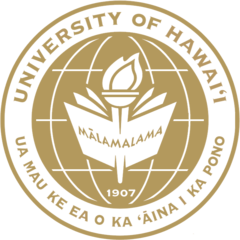 UNIVERSITY OF HAWAIʻI
MĀLAMALAMA
1907
UA MAU KE EA O KA ʻĀINA I KA PONO